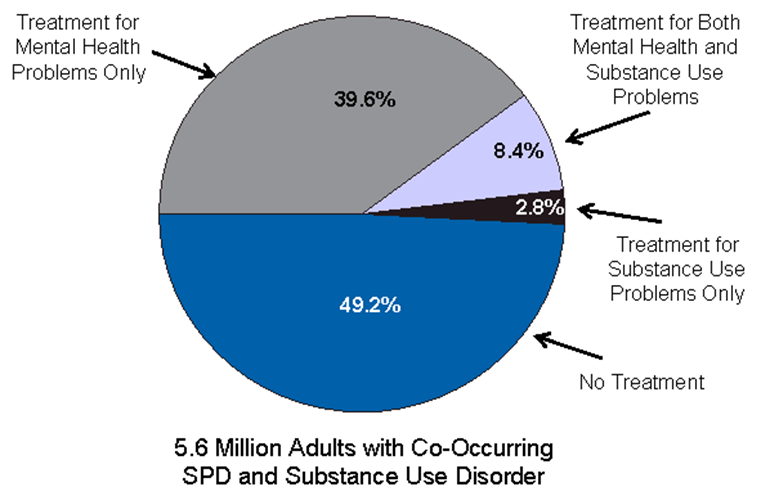 Treatment for
Mental Health
Problems Only
Treatment for Both
Mental Health and
Substance Use
Problems
39.6%
8.4%
2.8%
Treatment for
Substance Use
Problems Only
49.2%
No Treatment
5.6 Million Adults with Co-Occurring
SPD and Substance Use Disorder